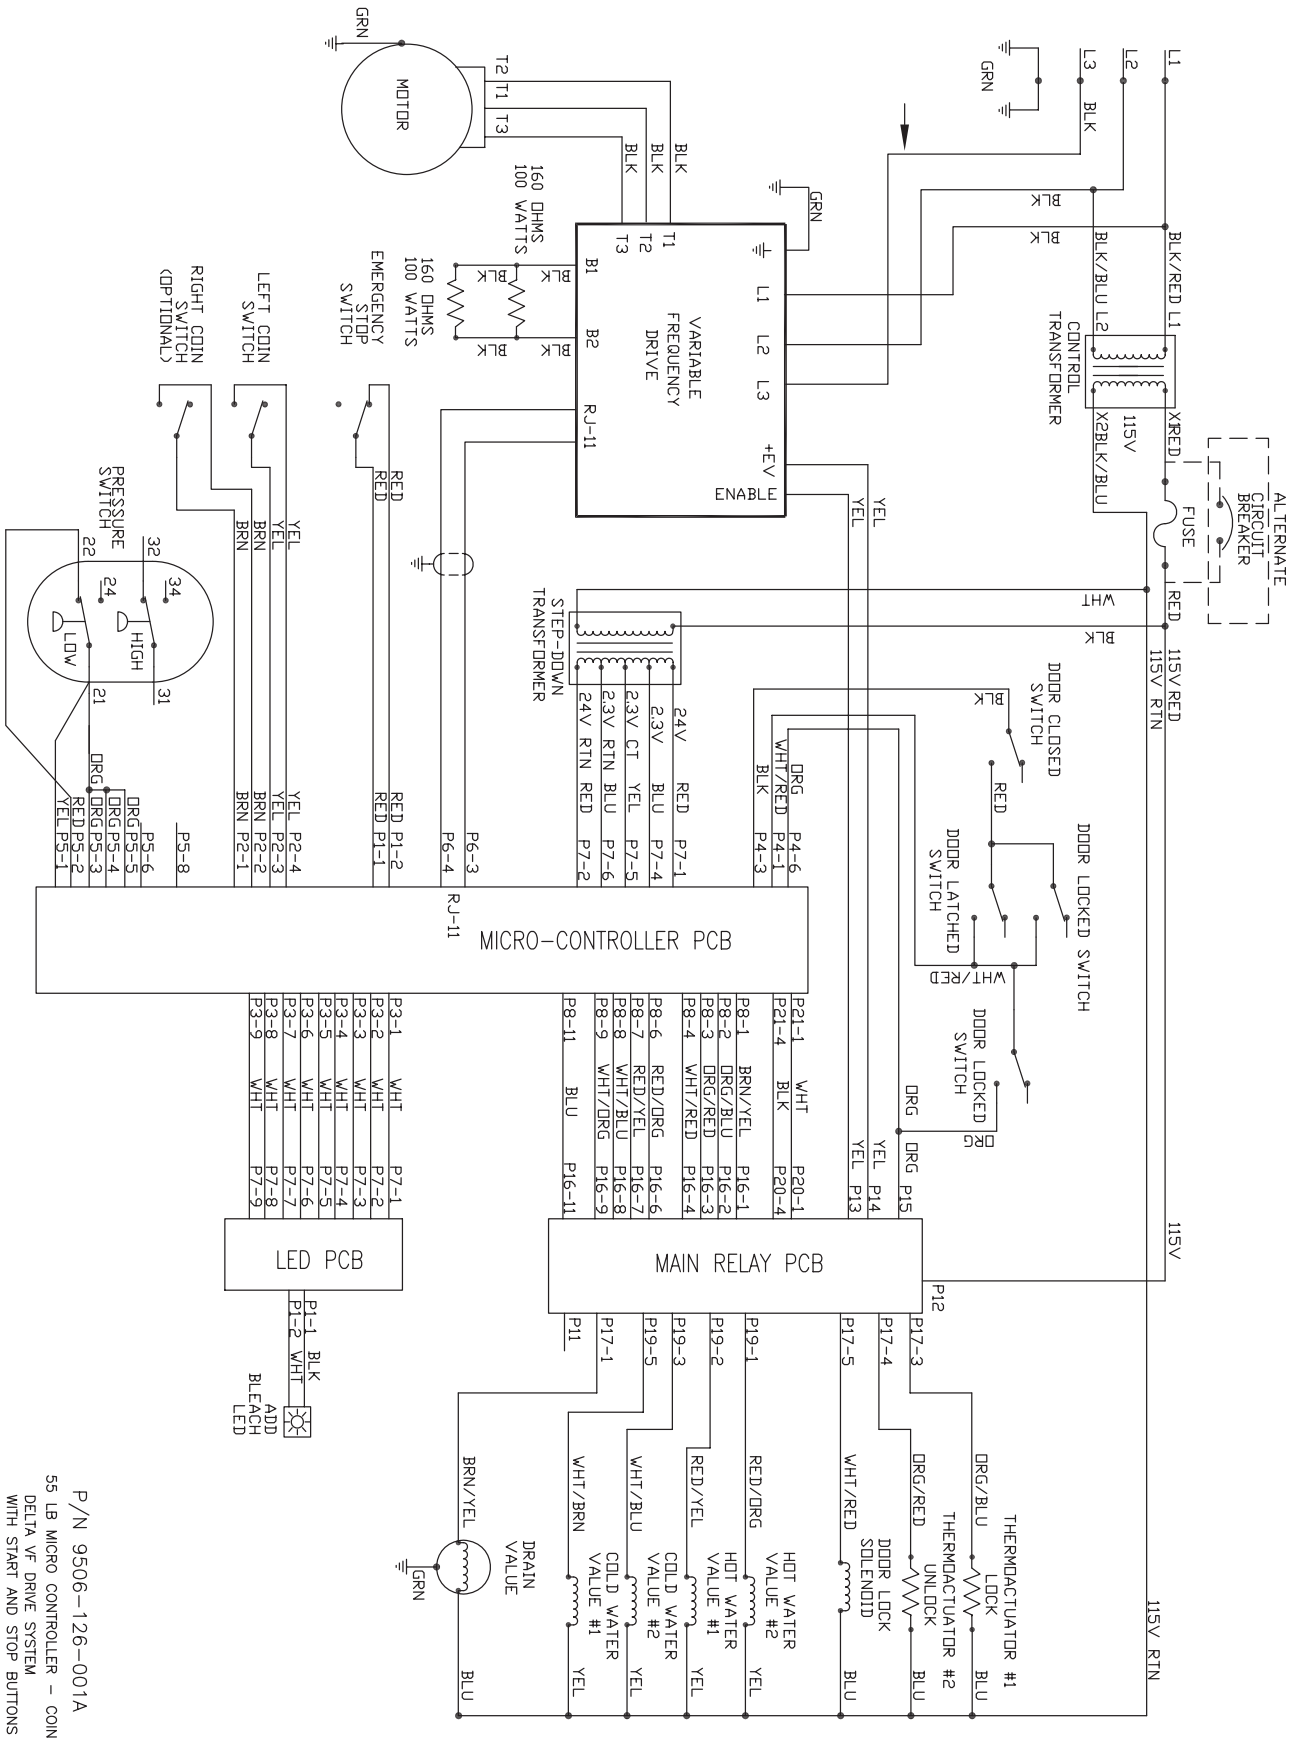 L1
L2
L3
BLK
GRN
BLK
BLK
BLK/RED L1
BLK/BLU L2
CONTROL
TRANSFORMER
115V
X1 RED
X2 BLK/BLU
FUSE
ALTERNATE
CIRCUIT
BREAKER
RED
WHT
BLK
115V RED
115V RTN
115V
115V RTN
GRN
MOTOR
T2
T1
T3
BLK
BLK
BLK
GRN
T1
T2
T3
L1
L2
L3
+EV
ENABLE
VARIABLE
FREQUENCY
DRIVE
B1
B2
RJ-11
160 OHMS
100 WATTS
160 OHMS
100 WATTS
BLK
BLK
BLK
BLK
YEL
YEL
EMERGENCY
STOP
SWITCH
RED
RED
LEFT COIN
SWITCH
RIGHT COIN
SWITCH
(OPTIONAL)
YEL
YEL
BRN
BRN
PRESSURE
SWITCH
32
34
22
24
HIGH
LOW
31
21
ORG
STEP-DOWN
TRANSFORMER
24V
2.3V
2.3V CT
2.3V RTN
24V RTN
RED
BLU
YEL
BLU
RED
P7-1
P7-4
P7-5
P7-6
P7-2
DOOR CLOSED
SWITCH
BLK
RED
DOOR LOCKED SWITCH
DOOR LATCHED
SWITCH
WHT/RED
DOOR LOCKED
SWITCH
ORG
ORG
ORG
WHT/RED
BLK
P4-6
P4-1
P4-3
P6-3
P6-4
RED P1-2
RED P1-1
YEL P2-4
YEL P2-3
BRN P2-2
BRN P2-1
P5-8
P5-6
ORG P5-5
ORG P5-4
ORG P5-3
RED P5-2
YEL P5-1
RJ-11
MICRO-CONTROLLER PCB
P21-1 WHT P20-1
P21-4 BLK P20-4
P8-1 BRN/YEL P16-1
P8-2 ORG/BLU P16-2
P8-3 ORG/RED P16-3
P8-4 WHT/RED P16-4
P8-6 RED/ORG P16-6
P8-7 RED/YEL P16-7
P8-8 WHT/BLU P16-8
P8-9 WHT/ORG P16-9
P8-11 BLU P16-11
P3-1 WHT P7-1
P3-2 WHT P7-2
P3-3 WHT P7-3
P3-4 WHT P7-4
P3-5 WHT P7-5
P3-6 WHT P7-6
P3-7 WHT P7-7
P3-8 WHT P7-8
P3-9 WHT P7-9
ORG P15
YEL P14
YEL P13
MAIN RELAY PCB
P12
LED PCB
P1-1 BLK
P1-2 WHT
ADD
BLEACH
LED
P17-3
P17-4
P17-5
P19-1
P19-2
P19-3
P19-5
P17-1
P11
ORG/BLU
THERMOACTUATOR #1
LOCK
BLU
ORG/RED
THERMOACTUATOR #2
UNLOCK
BLU
WHT/RED
DOOR LOCK
SOLENOID
BLU
RED/ORG
HOT WATER
VALUE #2
YEL
RED/YEL
HOT WATER
VALUE #1
YEL
WHT/BLU
COLD WATER
VALUE #2
YEL
WHT/BRN
COLD WATER
VALUE #1
YEL
BRN/YEL
DRAIN
VALUE
GRN
BLU
P/N 9506-126-001A
55 LB MICRO CONTROLLER - COIN
DELTA VF DRIVE SYSTEM
WITH START AND STOP BUTTONS